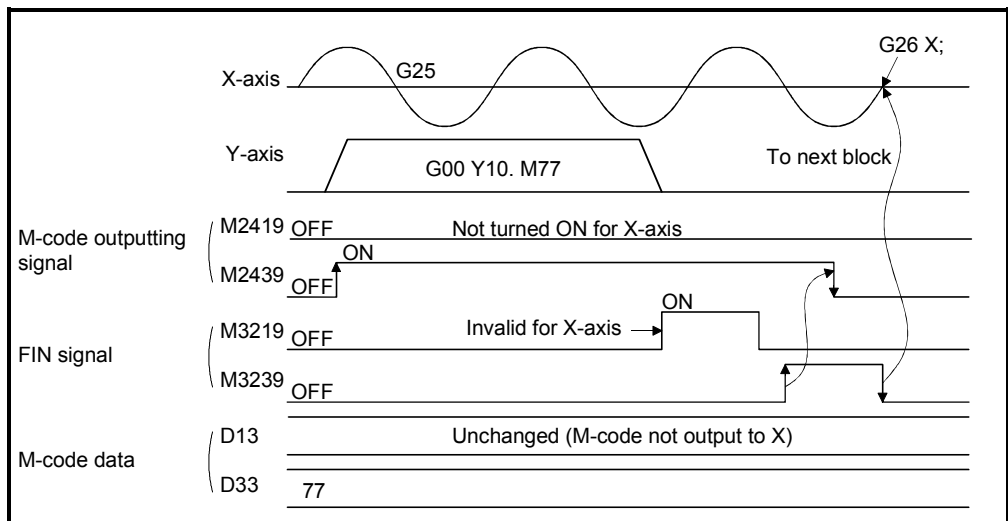 G26 X;
X-axis
G25
Y-axis
G00 Y10. M77
To next block
M-code outputting
signal
M2419 OFF
Not turned ON for X-axis
M2439 OFF
ON
FIN signal
M3219 OFF
Invalid for X-axis
ON
M3239 OFF
M-code data
D13
Unchanged (M-code not output to X)
D33
77